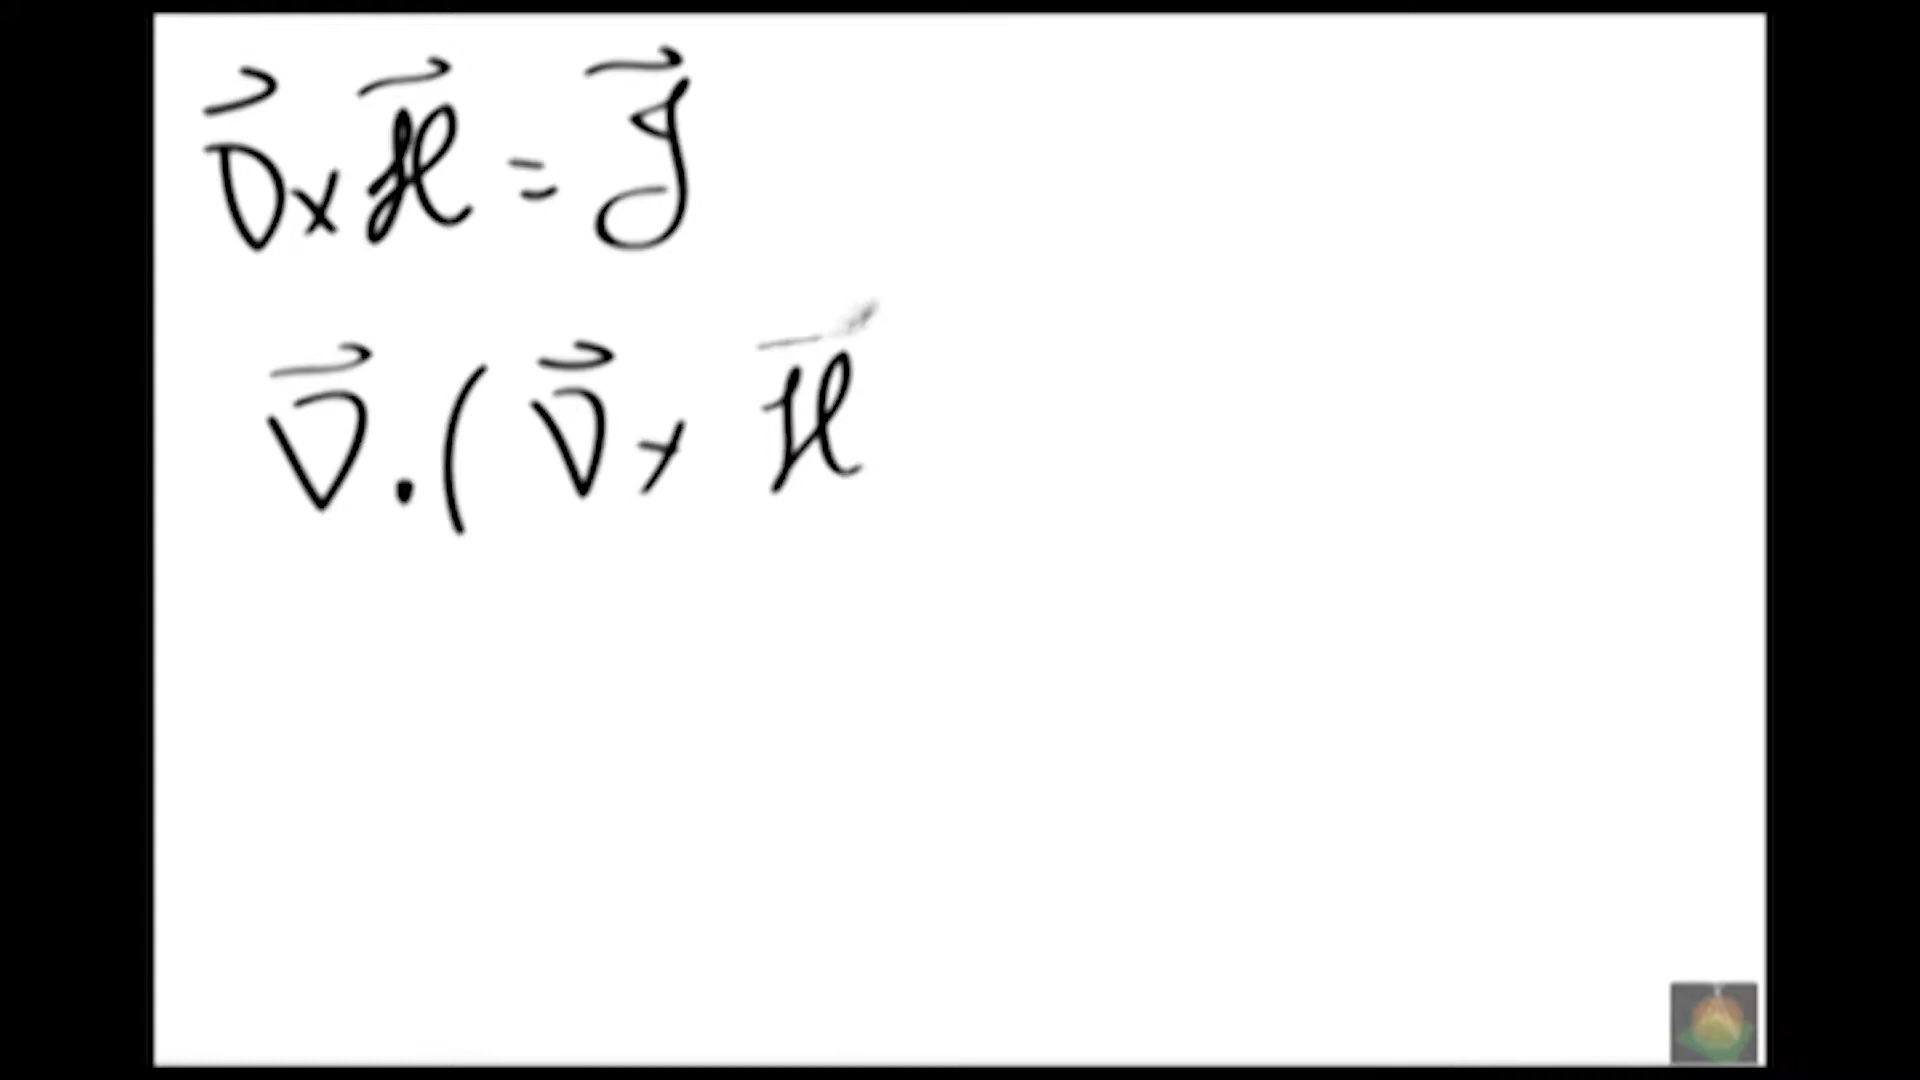 ∇⃗ × H⃗ = J⃗
∇⃗ . ( ∇⃗ × H⃗